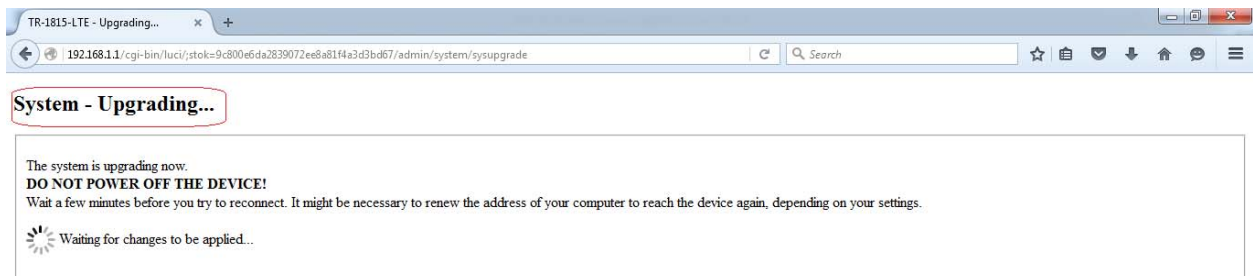 TR-1815-LTE - Upgrading...
192.168.1.1/cgi-bin/luci/;stok=9c800e6da2839072ee8a81f4a3d3bd67/admin/system/sysupgrade
Search
System - Upgrading...
The system is upgrading now.
DO NOT POWER OFF THE DEVICE!
Wait a few minutes before you try to reconnect. It might be necessary to renew the address of your computer to reach the device again, depending on your settings.
Waiting for changes to be applied...